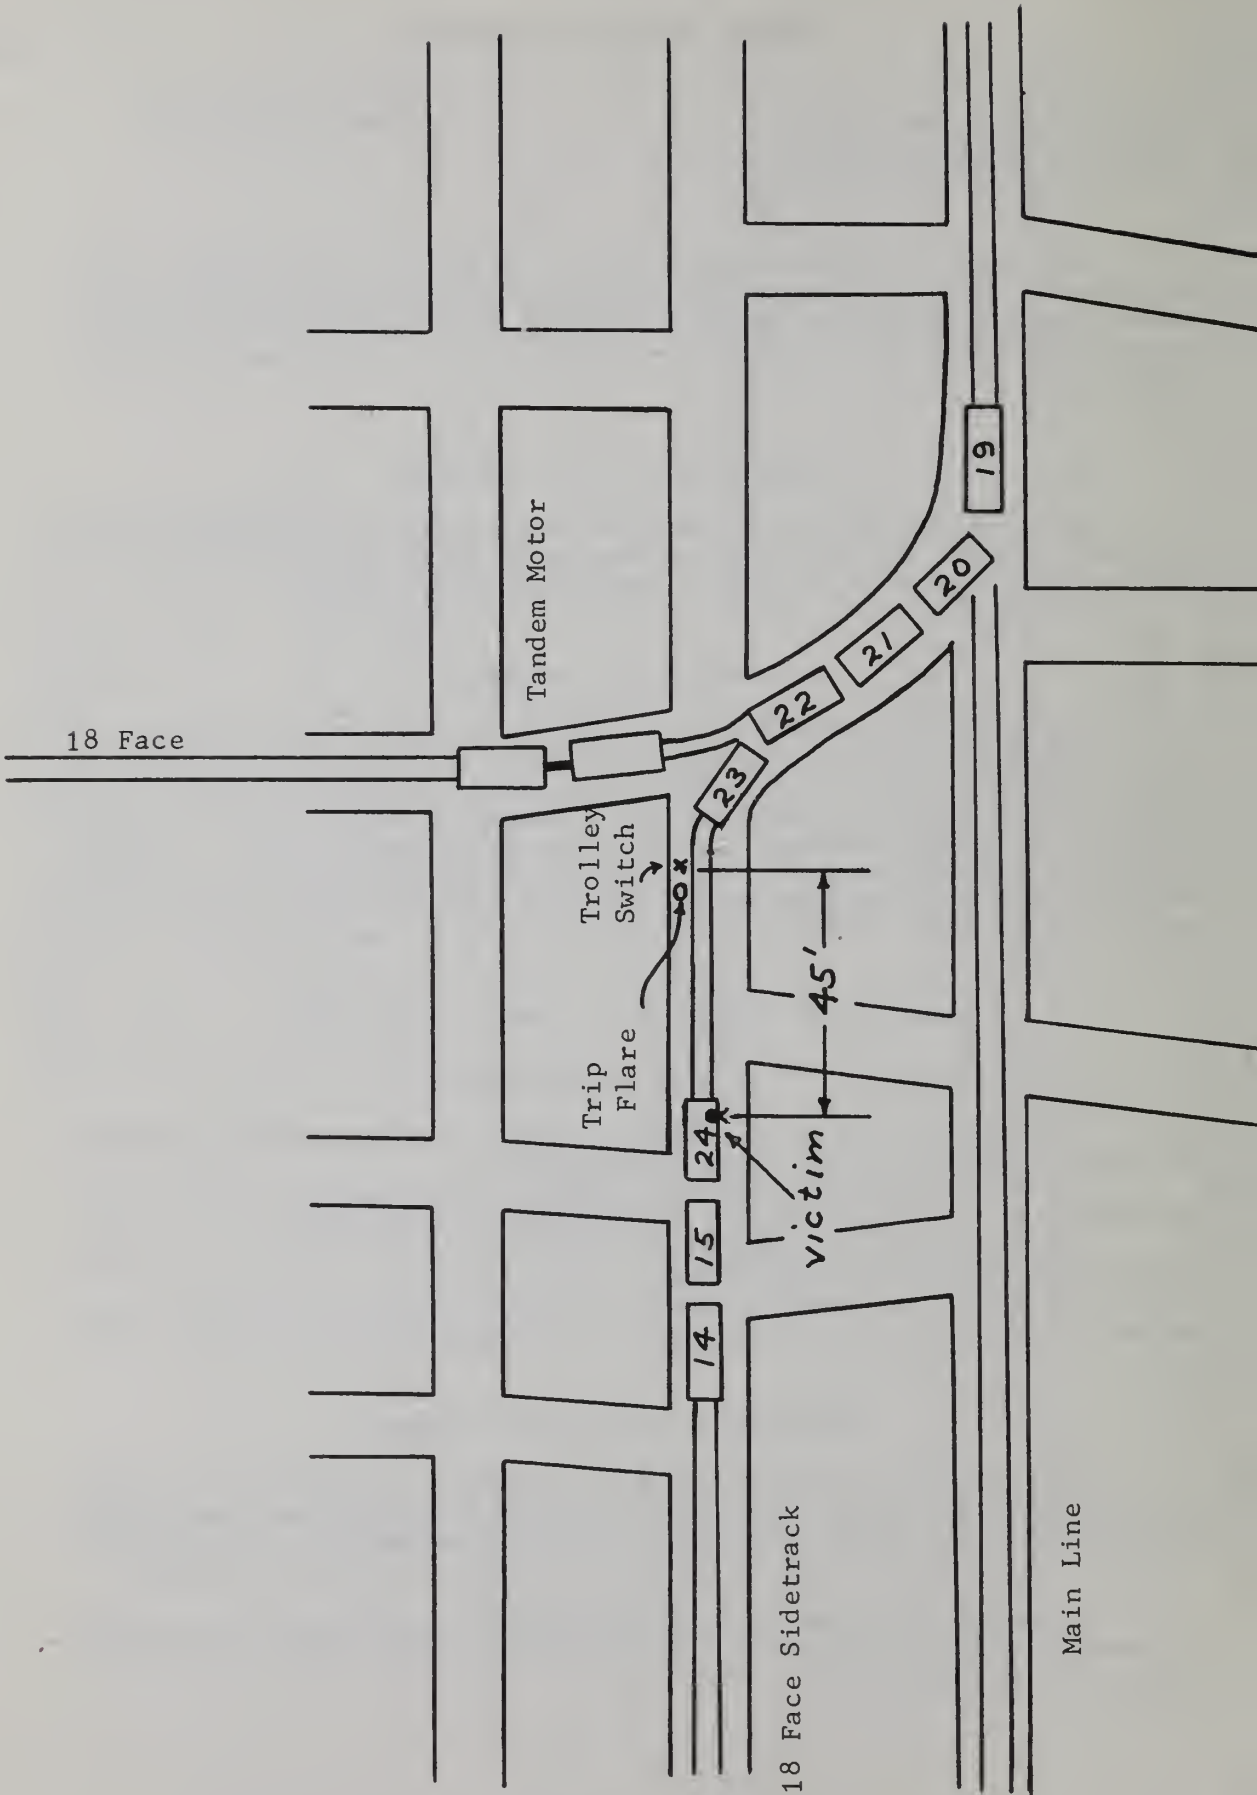 18 Face
Tandem Motor
Trolley
Switch
Trip
Flare
19
20
21
22
23
45'
24
victim
15
14
18 Face Sidetrack
Main Line